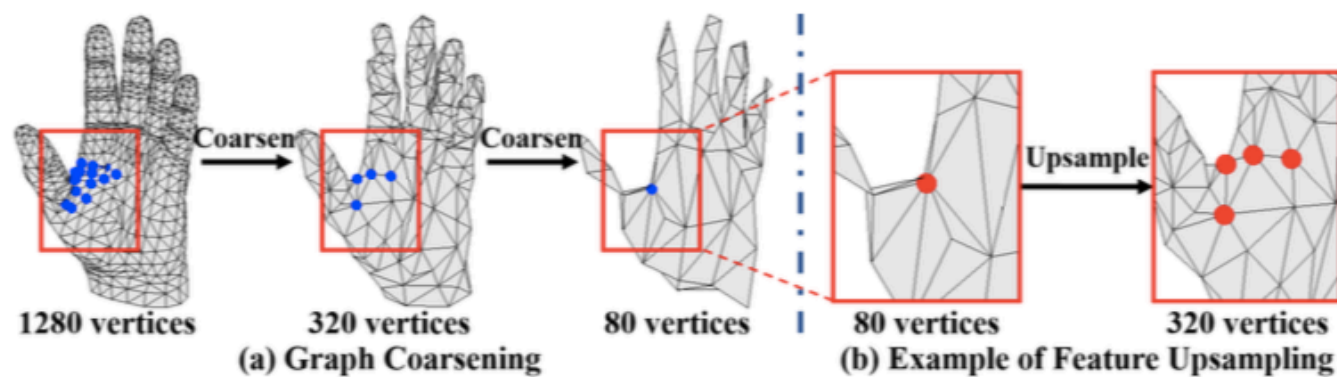 Coarsen
Coarsen
Upsample
1280 vertices
320 vertices
80 vertices
80 vertices
320 vertices
(a) Graph Coarsening
(b) Example of Feature Upsampling